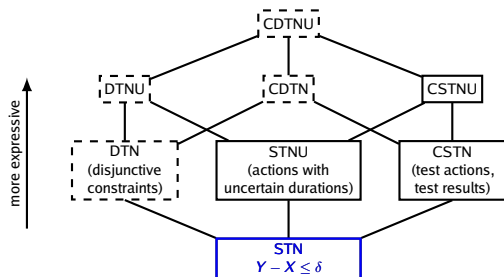 CDTNU
DTNU
CDTN
CSTNU
more expressive
DTN
(disjunctive
constraints)
STNU
(actions with
uncertain durations)
CSTN
(test actions,
test results)
STN
Y − X ≤ δ